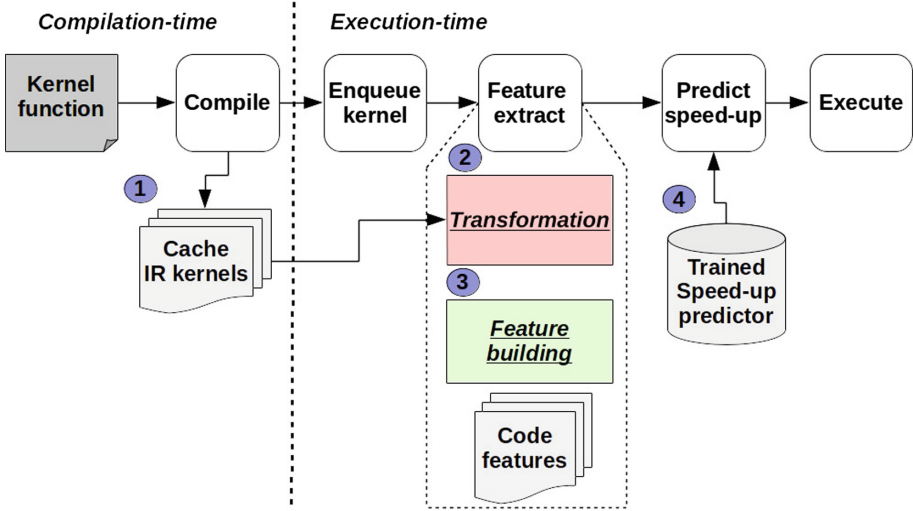 Compilation-time
Execution-time
Kernel
function
Compile
Enqueue
kernel
Feature
extract
Predict
speed-up
Execute
1
Cache
IR kernels
2
Transformation
3
Feature
building
Code
features
4
Trained
Speed-up
predictor